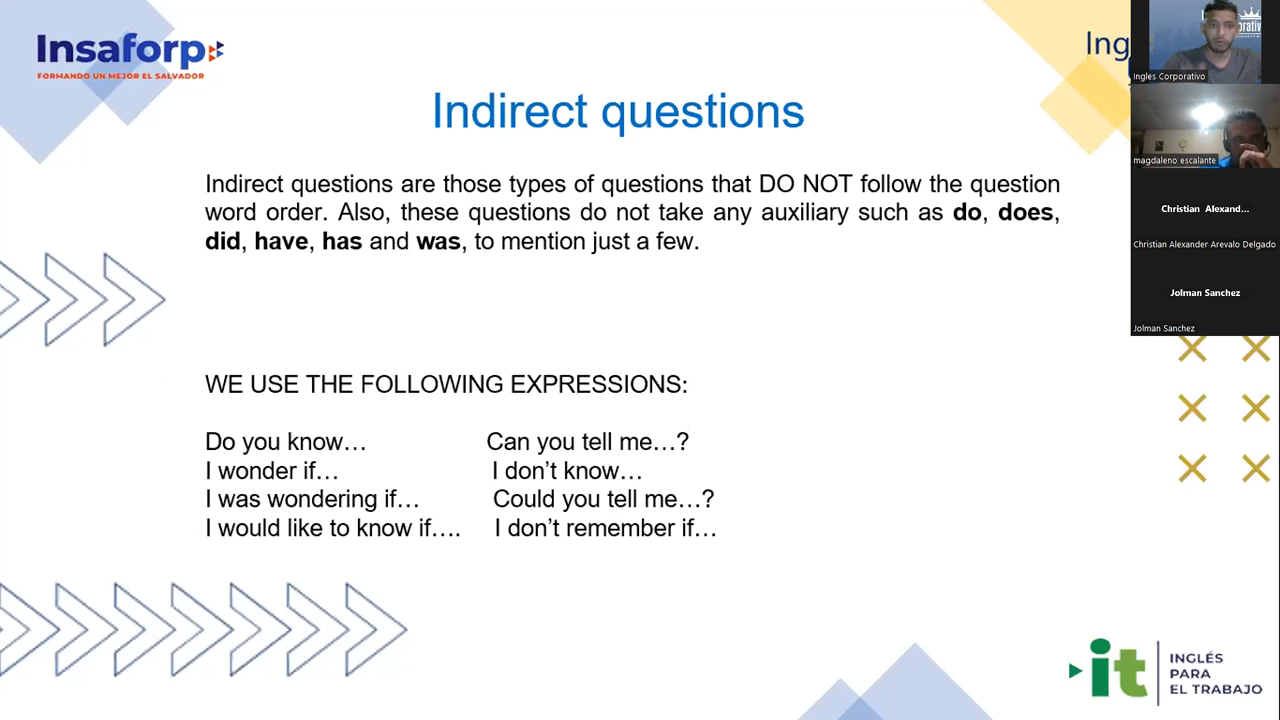 Insaforp
FORMANDO UN MEJOR EL SALVADOR
Ing
Indirect questions
Indirect questions are those types of questions that DO NOT follow the question
word order. Also, these questions do not take any auxiliary such as do, does,
did, have, has and was, to mention just a few.
WE USE THE FOLLOWING EXPRESSIONS:
Do you know… Can you tell me…?
I wonder if… I don’t know…
I was wondering if… Could you tell me…?
I would like to know if…. I don’t remember if…
Ingles Corporativo
magdaleno escalante
Christian Alexand...
Christian Alexander Arevalo Delgado
Jolman Sanchez
Jolman Sanchez
it
INGLÉS
PARA
EL TRABAJO